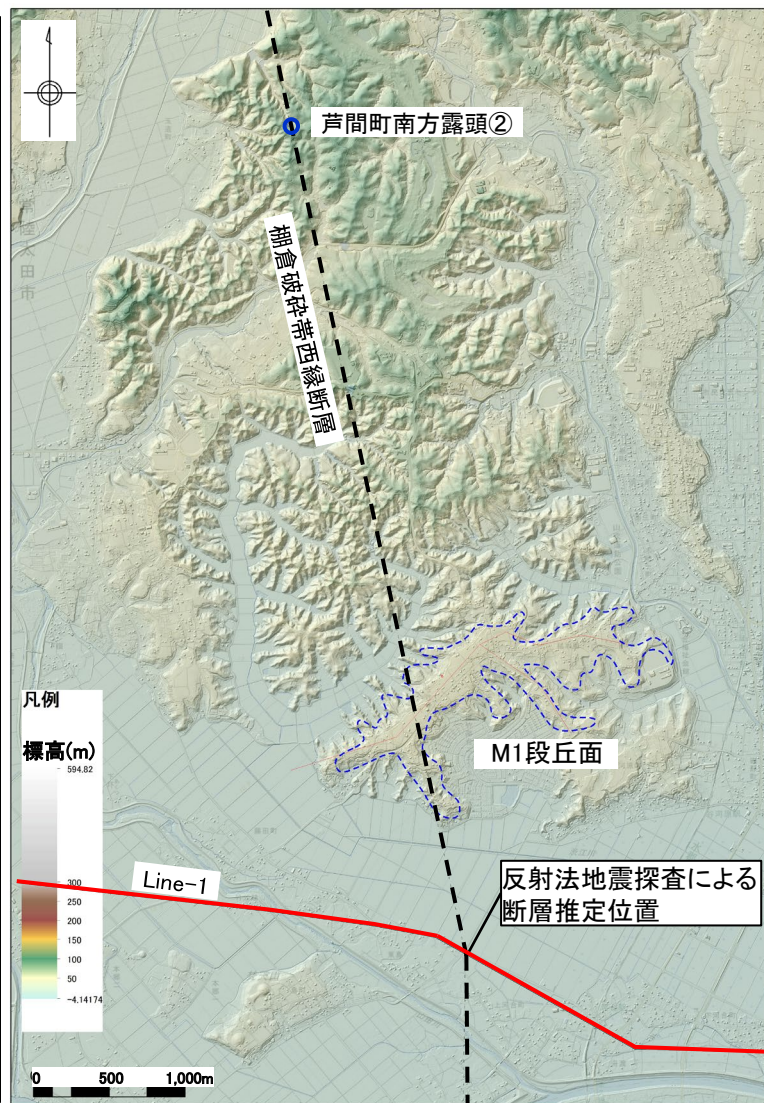 芦間町南方露頭②
棚倉破砕帯西縁断層
太田市
M1段丘面
凡例
標高(m)
594.82
300
250
200
150
100
50
-4.14174
Line-1
反射法地震探査による
断層推定位置
0 500 1,000m